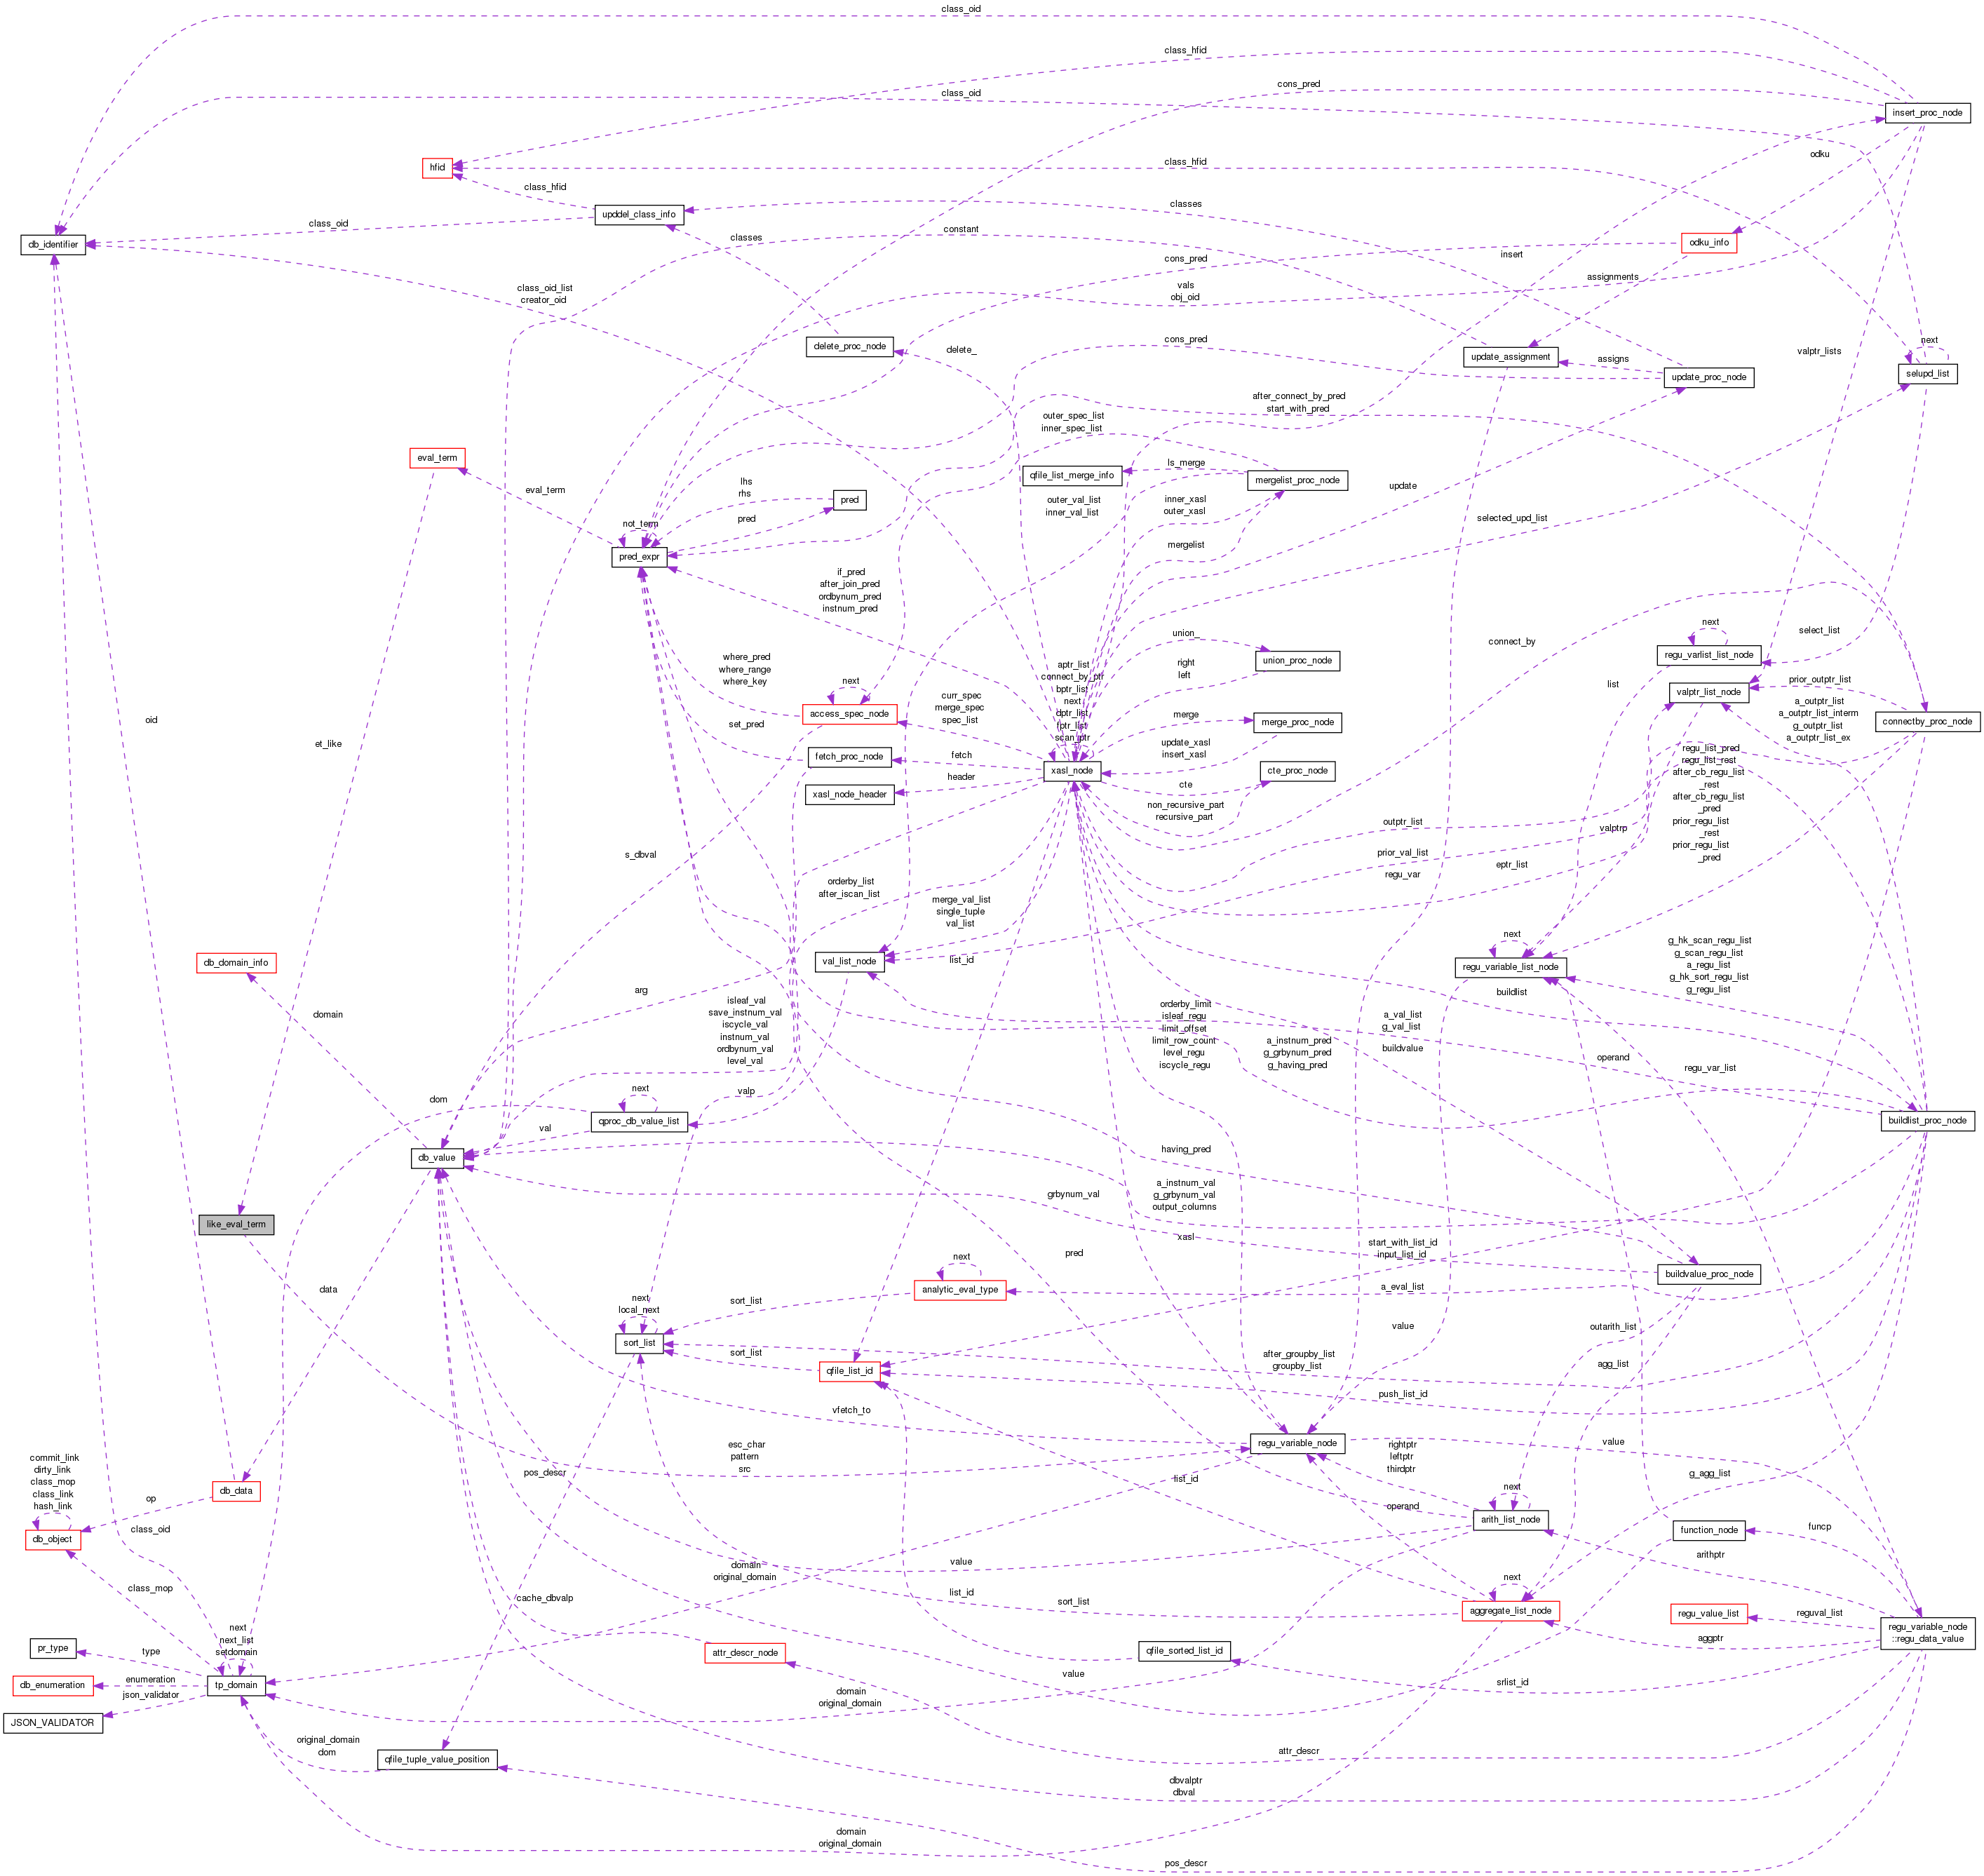 class_oid
class_hfid
cons_pred
class_oid
insert_proc_node
odku
hfid
class_hfid
class_hfid
upddel_class_info
classes
class_oid
constant
classes
db_identifier
odku_info
insert
cons_pred
assignments
class_oid_list
creator_oid
vals
obj_oid
delete_proc_node
delete_
cons_pred
update_assignment
assigns
update_proc_node
valptr_lists
next
selupd_list
after_connect_by_pred
start_with_pred
outer_spec_list
inner_spec_list
eval_term
ls_merge
qfile_list_merge_info
mergelist_proc_node
update
eval_term
lhs
rhs
pred
pred
outer_val_list
inner_val_list
inner_xasl
outer_xasl
selected_upd_list
not_term
pred_expr
mergelist
if_pred
after_join_pred
ordbynum_pred
instnum_pred
union_
union_proc_node
connect_by
next
select_list
regu_varlist_list_node
where_pred
where_range
where_key
next
access_spec_node
aptr_list
connect_by_ptr
bptr_list
next
dptr_list
fptr_list
scan_ptr
xasl_node
right
left
list
valptr_list_node
prior_outptr_list
connectby_proc_node
curr_spec
merge_spec
spec_list
merge
merge_proc_node
a_outptr_list
a_outptr_list_interm
g_outptr_list
a_outptr_list_ex
set_pred
fetch_proc_node
fetch
update_xasl
insert_xasl
et_like
xasl_node_header
header
cte
cte_proc_node
regu_list_pred
regu_list_rest
after_cb_regu_list
_rest
after_cb_regu_list
_pred
prior_regu_list
_rest
prior_regu_list
_pred
non_recursive_part
recursive_part
outptr_list
valptrp
s_dbval
prior_val_list
regu_var
eptr_list
orderby_list
after_iscan_list
merge_val_list
single_tuple
val_list
db_domain_info
val_list_node
list_id
next
regu_variable_list_node
g_hk_scan_regu_list
g_scan_regu_list
a_regu_list
g_hk_sort_regu_list
g_regu_list
arg
domain
isleaf_val
save_instnum_val
iscycle_val
instnum_val
ordbynum_val
level_val
orderby_limit
isleaf_regu
limit_offset
limit_row_count
level_regu
iscycle_regu
buildlist
a_val_list
g_val_list
a_instnum_pred
g_grbynum_pred
g_having_pred
buildvalue
operand
regu_var_list
dom
next
qproc_db_value_list
valp
val
buildlist_proc_node
db_value
having_pred
grbynum_val
a_instnum_val
g_grbynum_val
output_columns
like_eval_term
xasl
pred
start_with_list_id
input_list_id
buildvalue_proc_node
data
next
analytic_eval_type
a_eval_list
next
local_next
sort_list
sort_list
sort_list
qfile_list_id
value
outarith_list
after_groupby_list
groupby_list
agg_list
push_list_id
vfetch_to
regu_variable_node
value
commit_link
dirty_link
class_mop
class_link
hash_link
db_object
oid
db_data
op
esc_char
pattern
src
pos_descr
rightptr
leftptr
thirdptr
list_id
g_agg_list
next
arith_list_node
operand
function_node
funcp
class_oid
arithptr
value
domain
original_domain
class_mop
cache_dbvalp
list_id
sort_list
next
aggregate_list_node
regu_value_list
reguval_list
regu_variable_node
::regu_data_value
aggptr
next
next_list
setdomain
tp_domain
pr_type
type
db_enumeration
enumeration
json_validator
JSON_VALIDATOR
attr_descr_node
qfile_sorted_list_id
value
srlist_id
domain
original_domain
original_domain
dom
qfile_tuple_value_position
attr_descr
dbvalptr
dbval
domain
original_domain
pos_descr